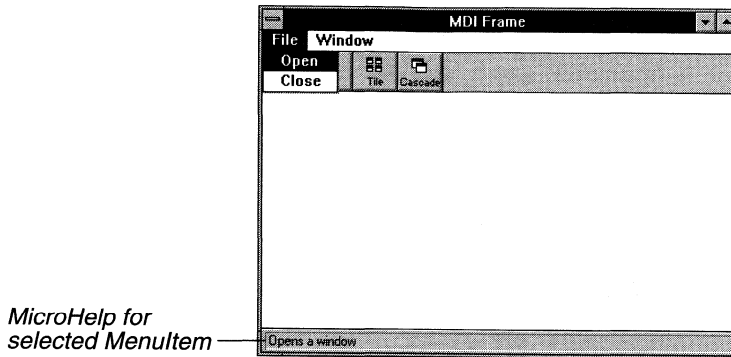 MDI Frame
File Window
Open
Close
Tile Cascade
MicroHelp for
selected MenuItem
Opens a window